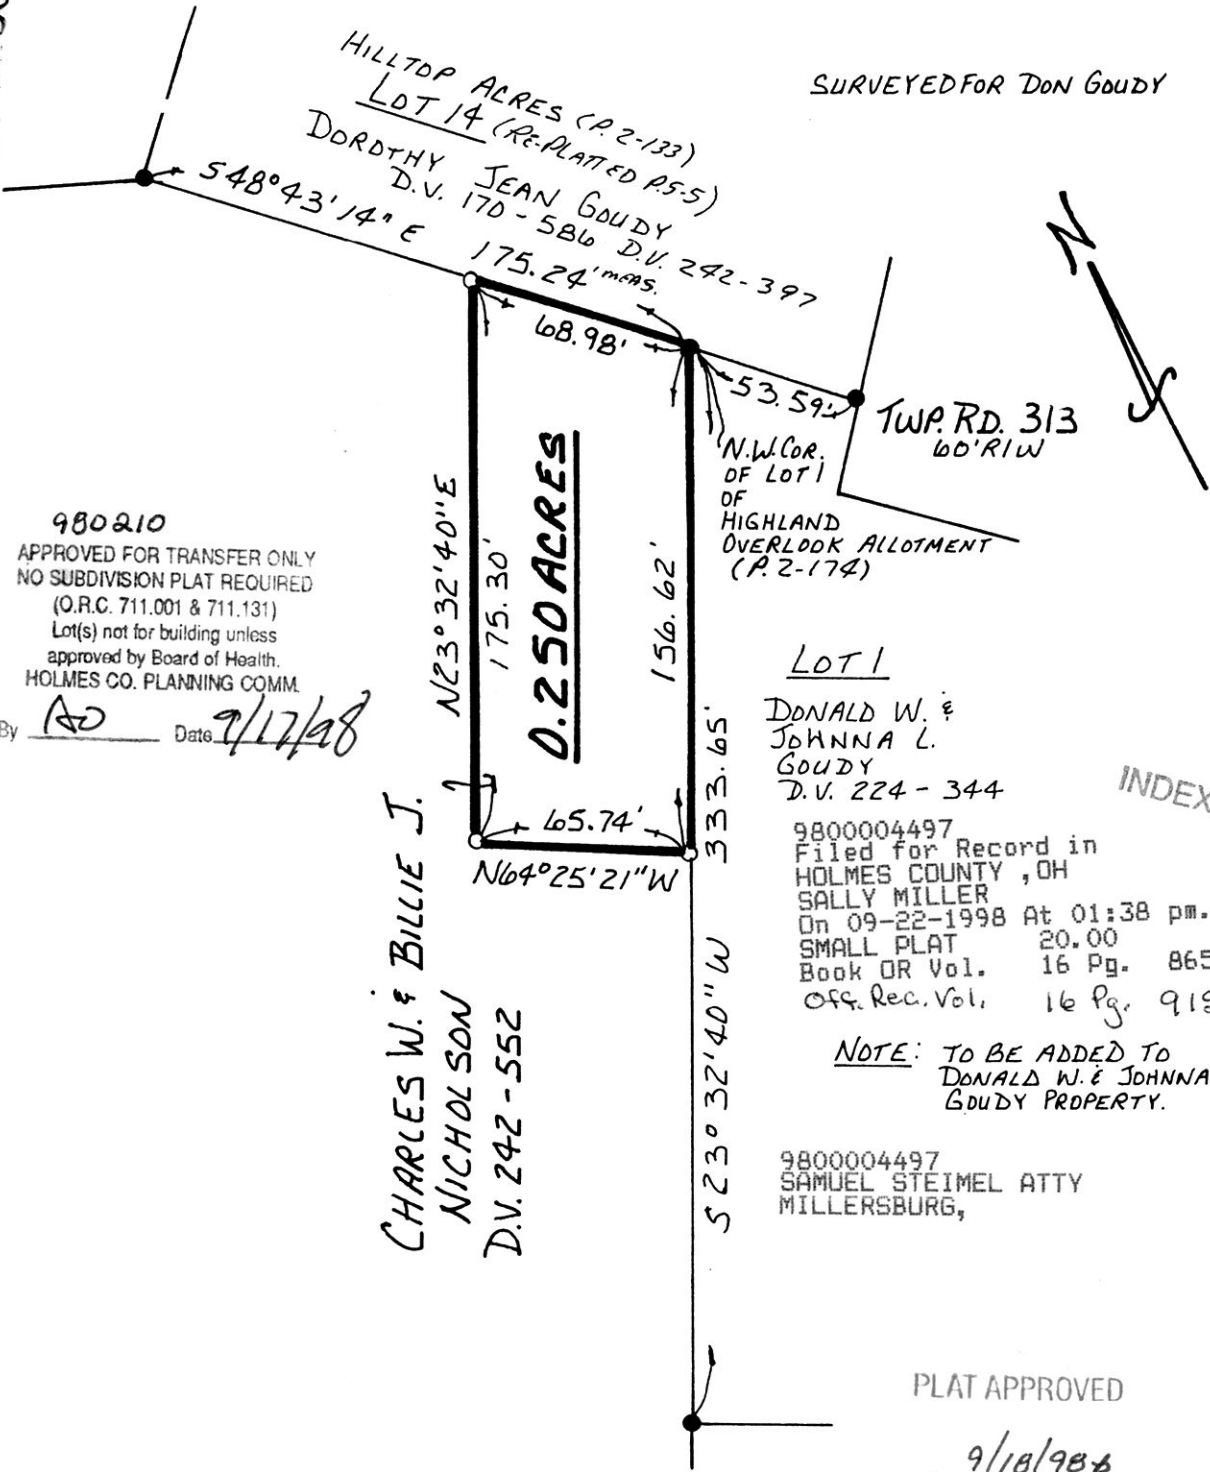 SURVEYED FOR DON GOUDY
HILLTOP ACRES (P. 2-133)
LOT 14 (RE-PLATTED P.5-5)
DOROTHY JEAN GOUDY
D.V. 170-586 D.V. 242-397
S48°43'14"E
175.24' meas.
68.98'
53.59'
N
TWP. RD. 313
60' R/W
N.W. COR.
OF LOT 1
OF
HIGHLAND
OVERLOOK ALLOTMENT
(P. 2-174)
N23°32'40"E
175.30'
0.250 ACRES
156.62'
980210
APPROVED FOR TRANSFER ONLY
NO SUBDIVISION PLAT REQUIRED
(O.R.C. 711.001 & 711.131)
Lot(s) not for building unless
approved by Board of Health.
HOLMES CO. PLANNING COMM.
By AO Date 9/17/98
LOT 1
DONALD W. &
JOHNNA L.
GOUDY
D.V. 224-344
INDEX
65.74'
N64°25'21"W
333.65'
S23°32'40"W
CHARLES W. & BILLIE J.
NICHOLSON
D.V. 242-552
9800004497
Filed for Record in
HOLMES COUNTY ,OH
SALLY MILLER
On 09-22-1998 At 01:38 pm.
SMALL PLAT 20.00
Book OR Vol. 16 Pg. 865
Off. Rec. Vol. 16 Pg.
NOTE: TO BE ADDED TO
DONALD W. & JOHNNA
GOUDY PROPERTY.
9800004497
SAMUEL STEIMEL ATTY
MILLERSBURG,
PLAT APPROVED
9/18/98